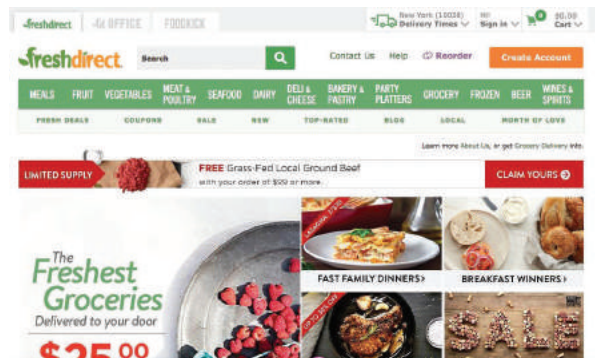 freshdirect
AT OFFICE
FOODKICK
New York (10036)
Delivery Times
Hi!
Sign in
0
$0.00
Cart
freshdirect
Search
Contact Us
Help
Reorder
Create Account
MEALS
FRUIT
VEGETABLES
MEAT &
POULTRY
SEAFOOD
DAIRY
DELI &
CHEESE
BAKERY &
PASTRY
PARTY
PLATTERS
GROCERY
FROZEN
BEER
WINES &
SPIRITS
FRESH DEALS
COUPONS
SALE
NEW
TOP-RATED
BLOG
LOCAL
MONTH OF LOVE
Learn more About Us, or get Grocery Delivery info.
LIMITED SUPPLY
FREE Grass-Fed Local Ground Beef
with your order of $99 or more.
CLAIM YOURS
The
Freshest
Groceries
Delivered to your door
$25.00
FAST FAMILY DINNERS>
BREAKFAST WINNERS>
SALE